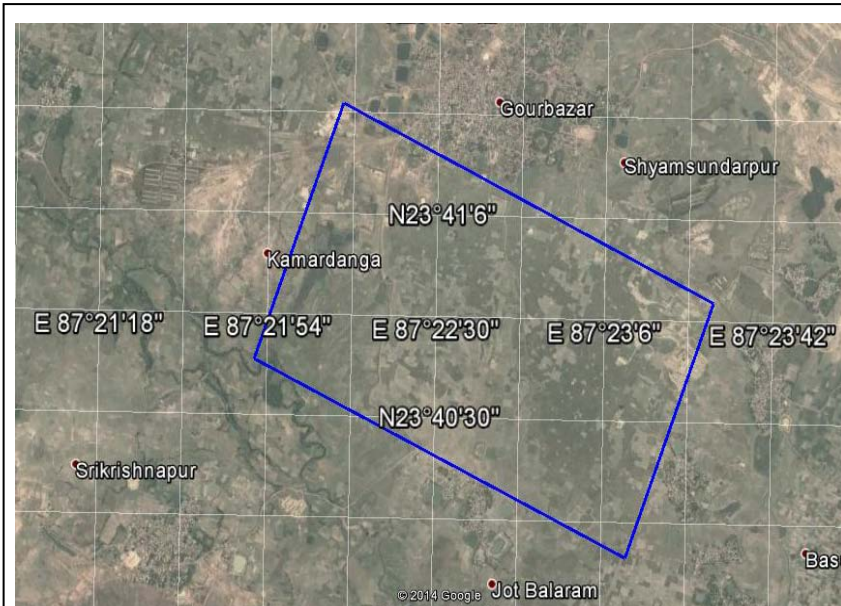 Gourbazar
Shyamsundarpur
N23°41'6"
Kamardanga
E 87°21'18" E 87°21'54" E 87°22'30" E 87°23'6" E 87°23'42"
N23°40'30"
Srikrishnapur
Jot Balaram
© 2014 Google